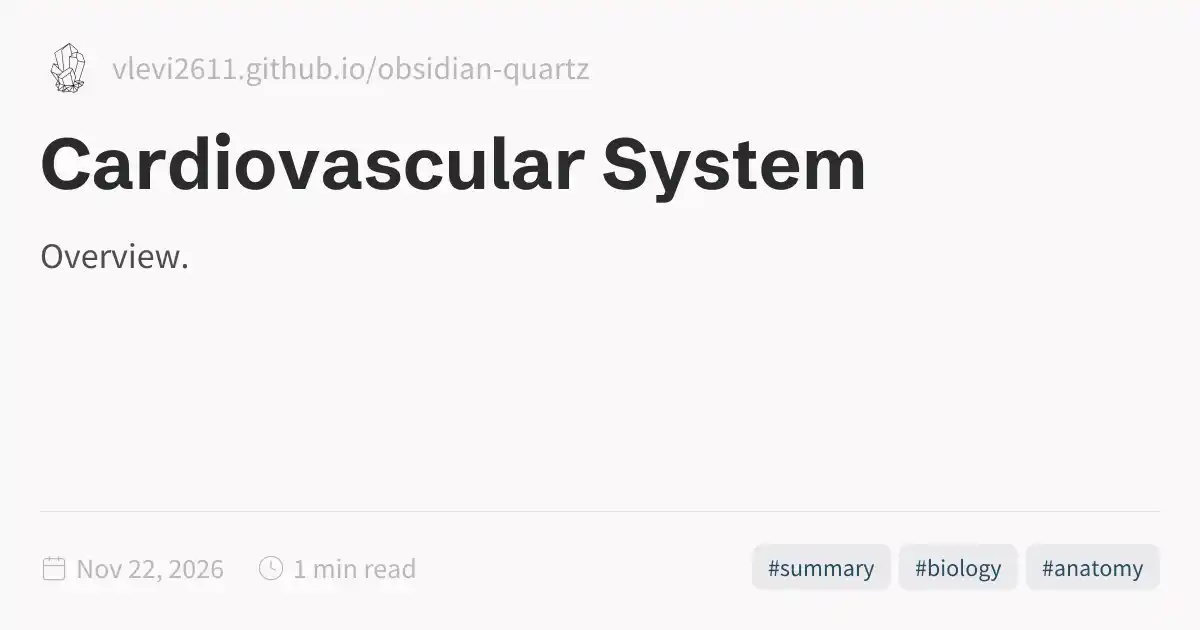 vlevi2611.github.io/obsidian-quartz
Cardiovascular System
Overview.
Nov 22, 2026 1 min read #summary #biology #anatomy